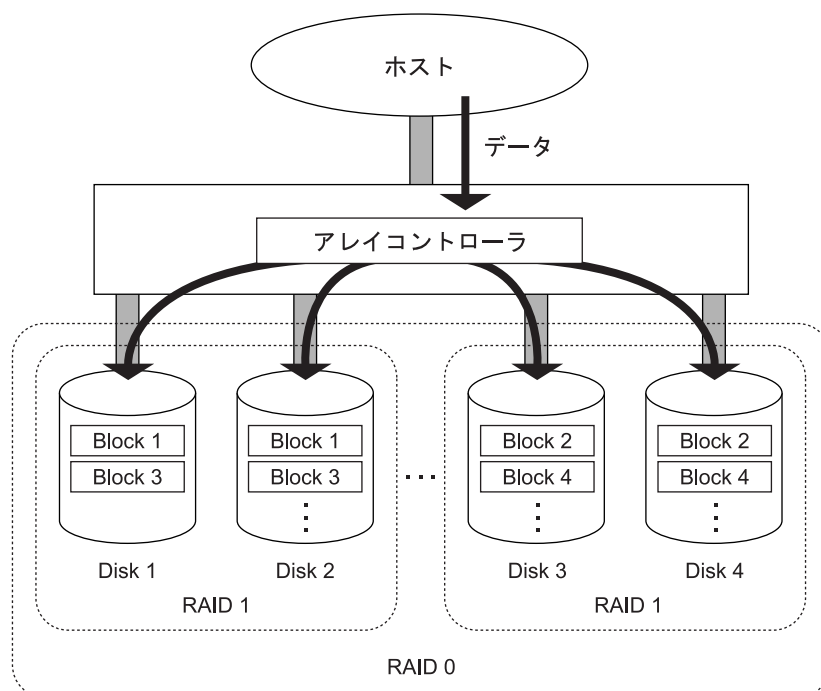 ホスト
データ
アレイコントローラ
Block 1
Block 3
Disk 1
Block 1
Block 3
Disk 2
RAID 1
Block 2
Block 4
Disk 3
Block 2
Block 4
Disk 4
RAID 1
RAID 0